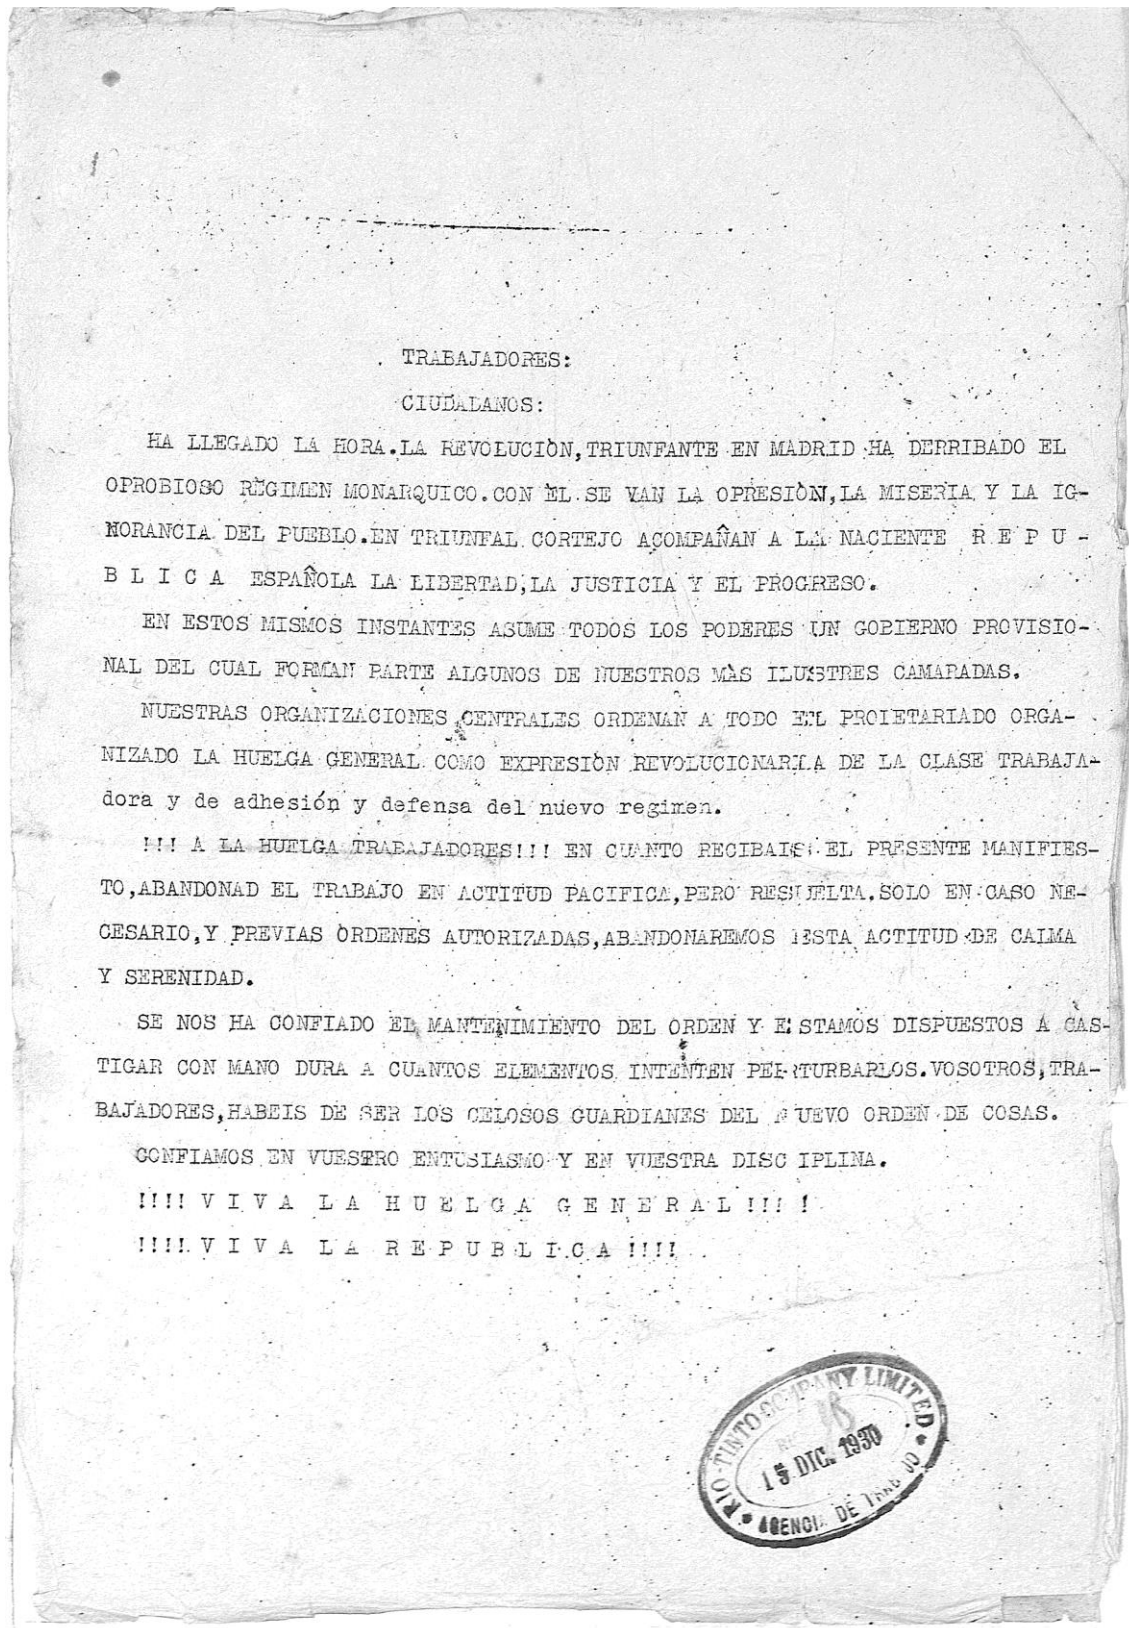 TRABAJADORES:
CIUDADANOS:
HA LLEGADO LA HORA.LA REVOLUCIÒN,TRIUNFANTE EN MADRID HA DERRIBADO EL
OPROBIOSO RÈGIMEN MONARQUICO.CON ÈL SE VAN LA OPRESIÒN,LA MISERIA Y LA IG-
NORANCIA DEL PUEBLO.EN TRIUNFAL CORTEJO ACOMPAÑAN A LA NACIENTE R E P U -
B L I C A ESPAÑOLA LA LIBERTAD,LA JUSTICIA Y EL PROGRESO.
EN ESTOS MISMOS INSTANTES ASUME TODOS LOS PODERES UN GOBIERNO PROVISIO-
NAL DEL CUAL FORMAN PARTE ALGUNOS DE NUESTROS MÀS ILUSTRES CAMARADAS.
NUESTRAS ORGANIZACIONES CENTRALES ORDENAN A TODO EL PROLETARIADO ORGA-
NIZADO LA HUELGA GENERAL COMO EXPRESIÒN REVOLUCIONARIA DE LA CLASE TRABAJA-
dora y de adhesión y defensa del nuevo regimen.
!!! A LA HUELGA TRABAJADORES!!! EN CUANTO RECIBAIS EL PRESENTE MANIFIES-
TO,ABANDONAD EL TRABAJO EN ACTITUD PACIFICA,PERO RESUELTA.SOLO EN CASO NE-
CESARIO,Y PREVIAS ÒRDENES AUTORIZADAS,ABANDONAREMOS ESTA ACTITUD DE CALMA
Y SERENIDAD.
SE NOS HA CONFIADO EL MANTENIMIENTO DEL ORDEN Y ESTAMOS DISPUESTOS A CAS-
TIGAR CON MANO DURA A CUANTOS ELEMENTOS INTENTEN PERTURBARLOS.VOSOTROS,TRA-
BAJADORES,HABEIS DE SER LOS CELOSOS GUARDIANES DEL NUEVO ORDEN DE COSAS.
CONFIAMOS EN VUESTRO ENTUSIASMO Y EN VUESTRA DISCIPLINA.
!!!! V I V A L A H U E L G A G E N E R A L !!! !
!!!! V I V A L A R E P U B L I C A !!!!
RIO-TINTO COMPANY LIMITED
DIC. 1930
AGENCIA DE TRABAJO